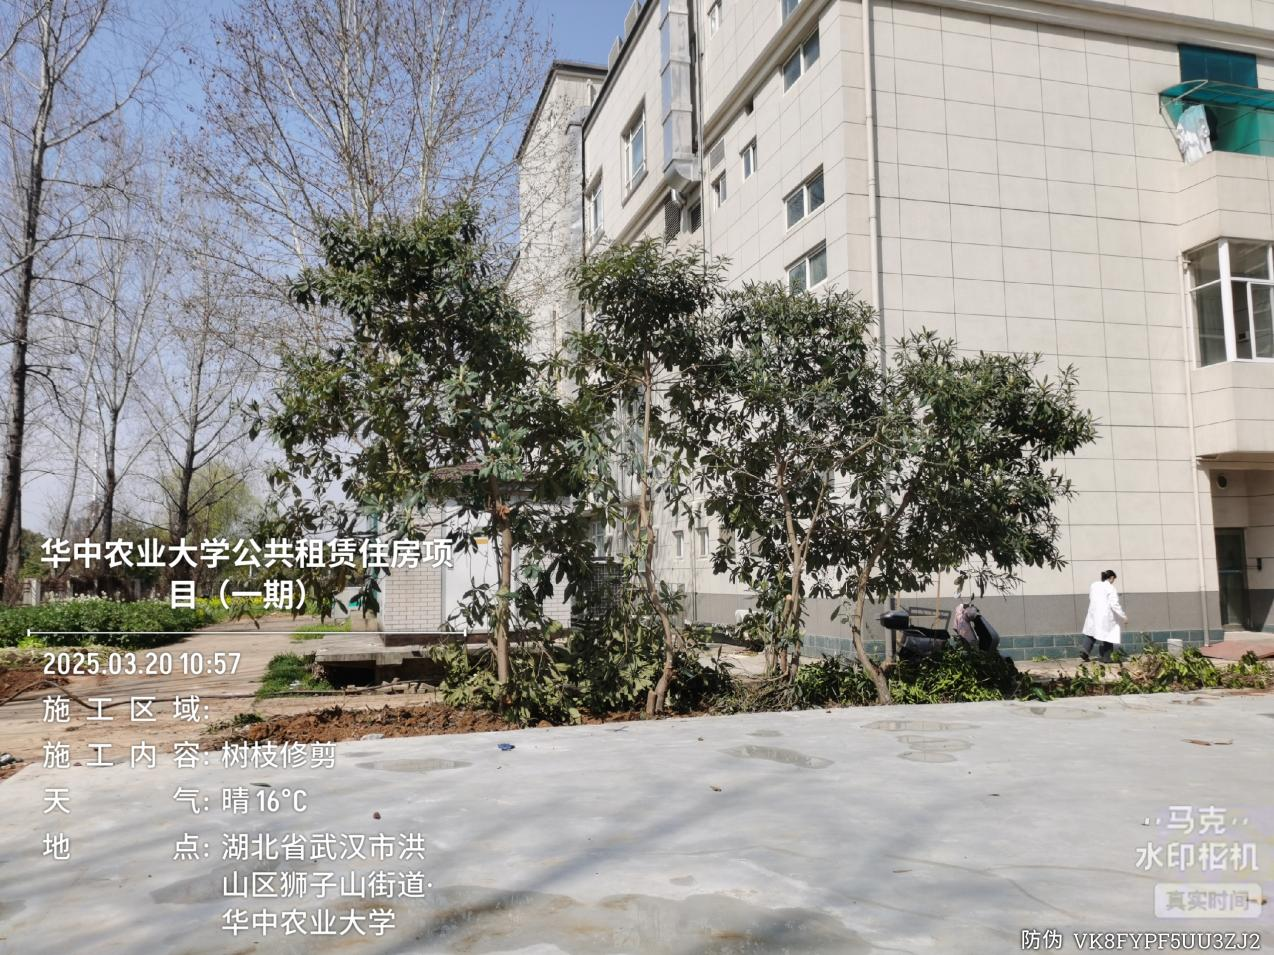 华中农业大学公共租赁住房项
目（一期）
2025.03.20 10:57
施工区域:
施工内容: 树枝修剪
天气: 晴 16°C
地点: 湖北省武汉市洪
山区狮子山街道·
华中农业大学
马克
水印相机
真实时间
防伪 VK8FYPF5UU3ZJ2